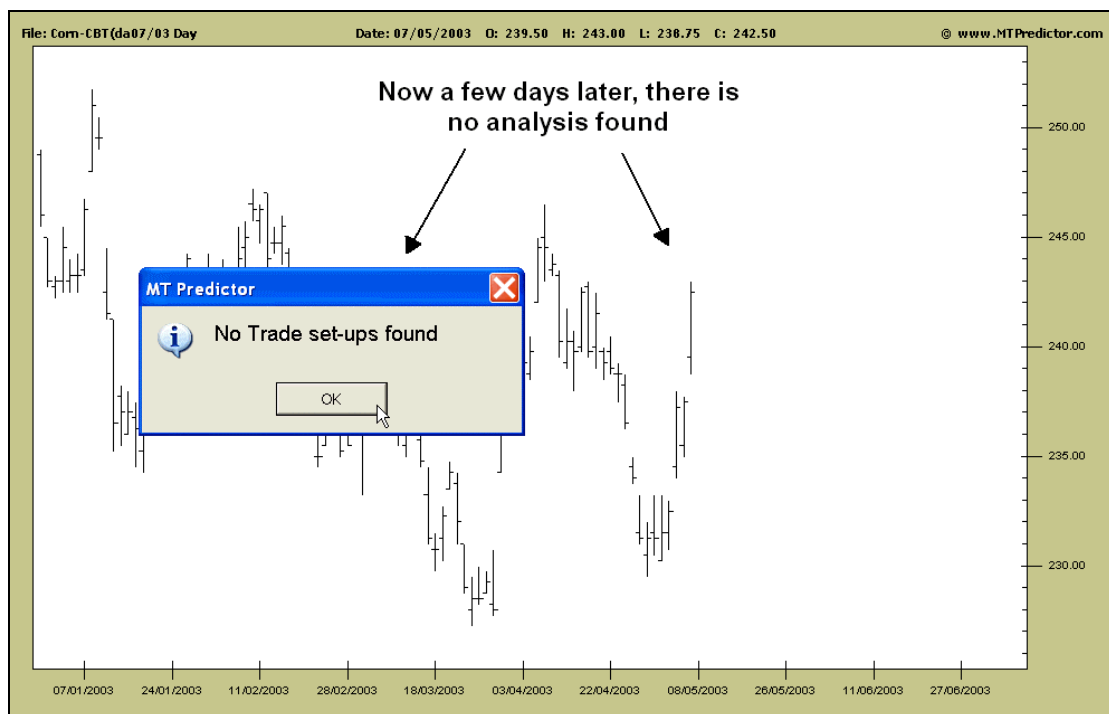 File: Corn-CBT(da07/03 Day Date: 07/05/2003 O: 239.50 H: 243.00 L: 238.75 C: 242.50 © www.MTPredictor.com
Now a few days later, there is
no analysis found
250.00
245.00
MT Predictor
No Trade set-ups found
240.00
OK
235.00
230.00
07/01/2003 24/01/2003 11/02/2003 28/02/2003 18/03/2003 03/04/2003 22/04/2003 08/05/2003 26/05/2003 11/06/2003 27/06/2003